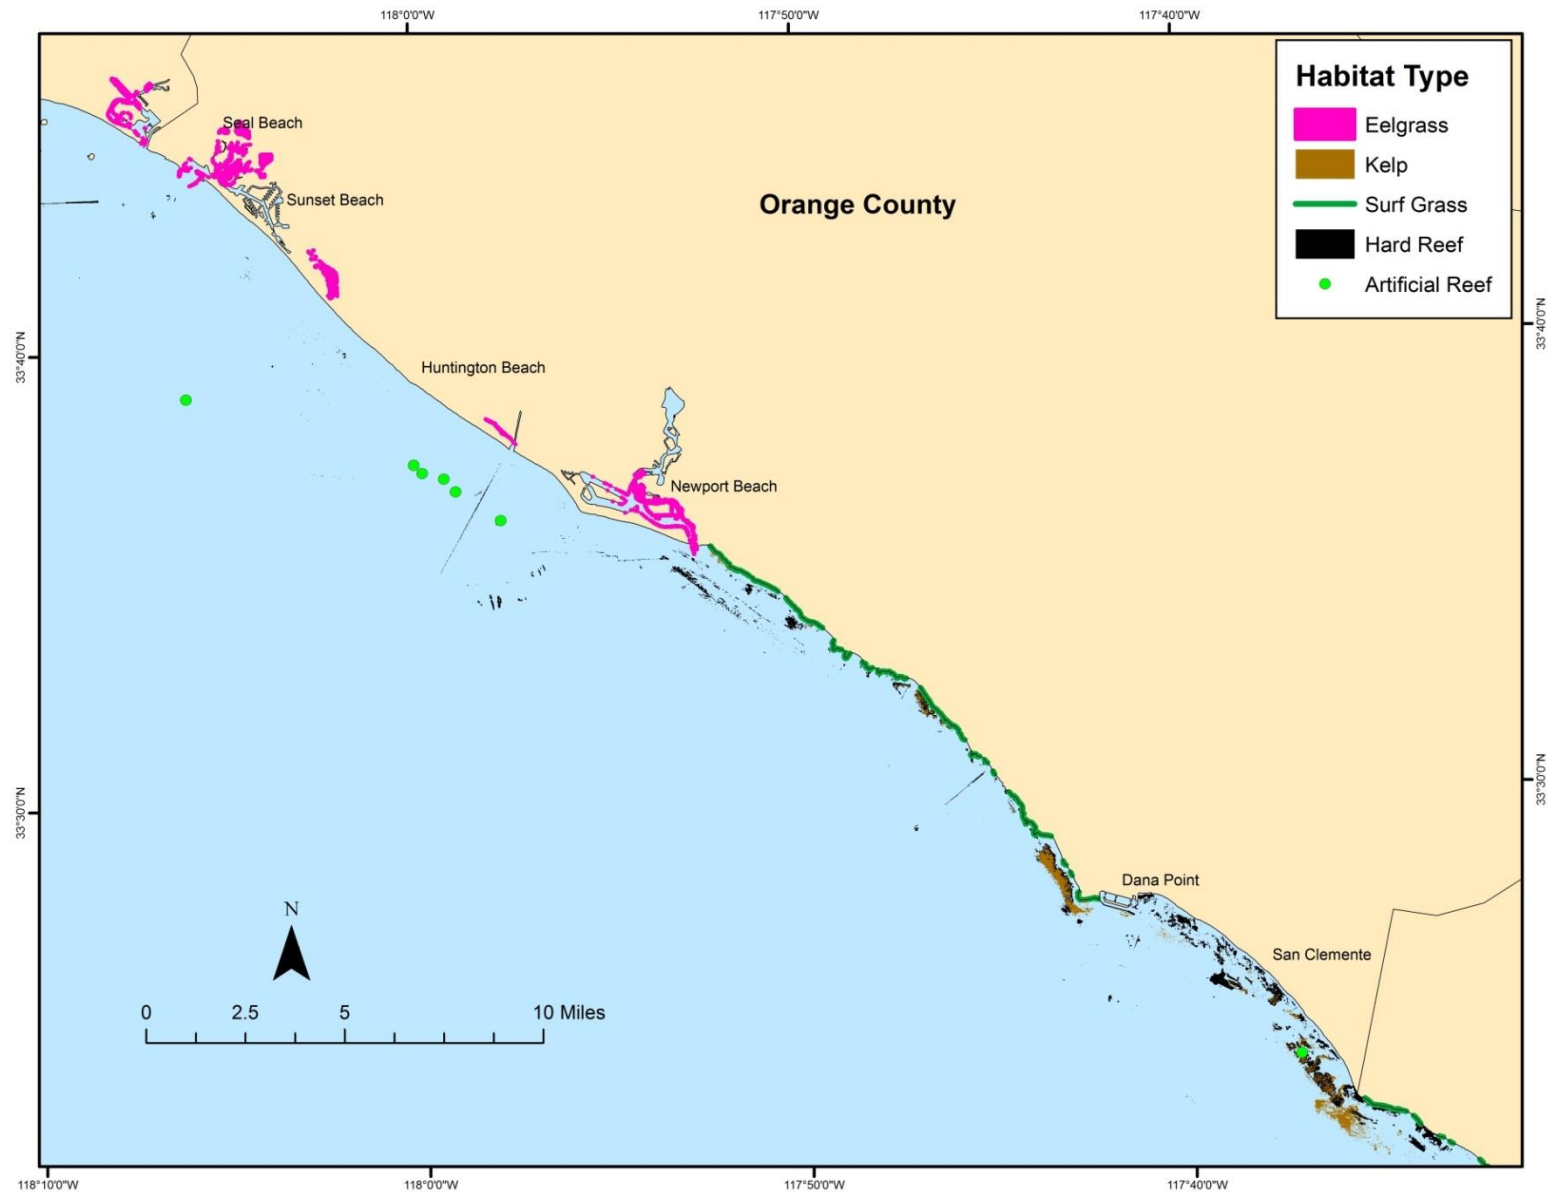 118°0'0"W
117°50'0"W
117°40'0"W
Habitat Type
Eelgrass
Kelp
Surf Grass
Hard Reef
Artificial Reef
Seal Beach
Sunset Beach
Orange County
33°40'0"N
33°40'0"N
Huntington Beach
Newport Beach
33°30'0"N
33°30'0"N
Dana Point
San Clemente
N
0 2.5 5 10 Miles
118°10'0"W
118°0'0"W
117°50'0"W
117°40'0"W